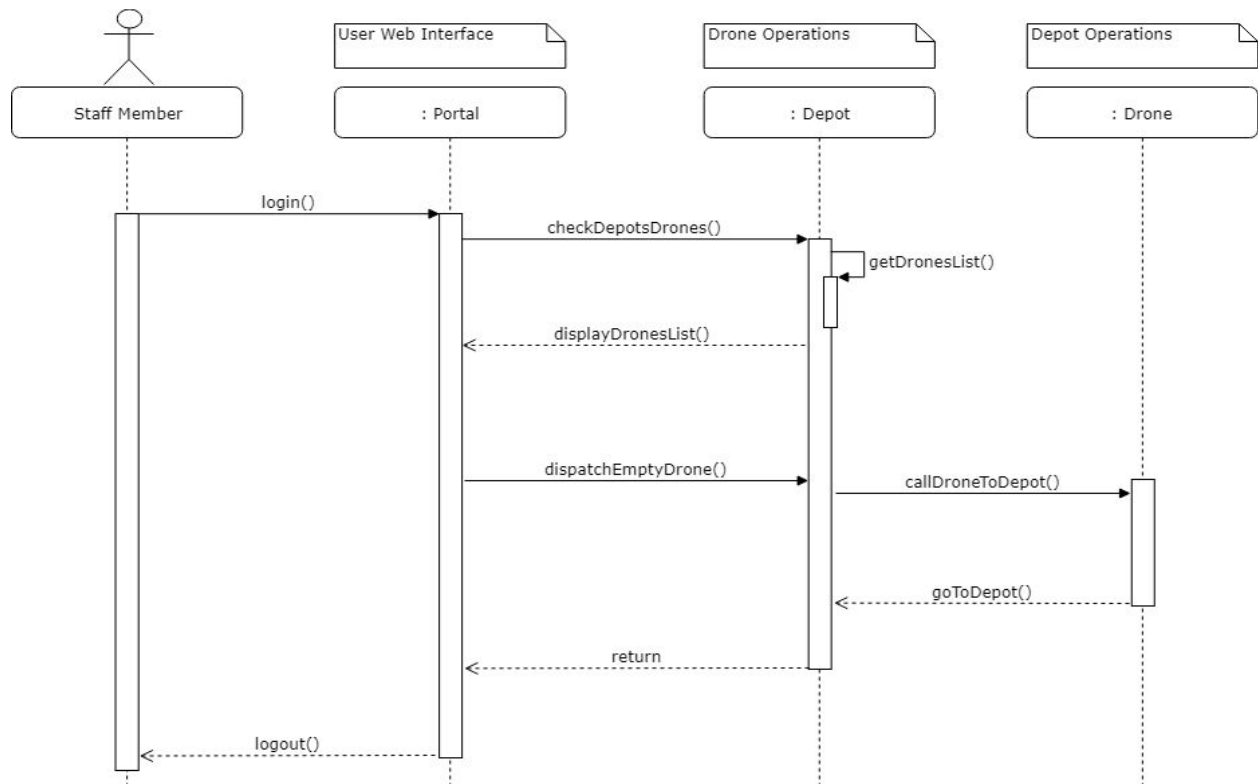 User Web Interface
Drone Operations
Depot Operations
Staff Member
: Portal
: Depot
: Drone
login()
checkDepotsDrones()
getDronesList()
displayDronesList()
dispatchEmptyDrone()
callDroneToDepot()
goToDepot()
return
logout()